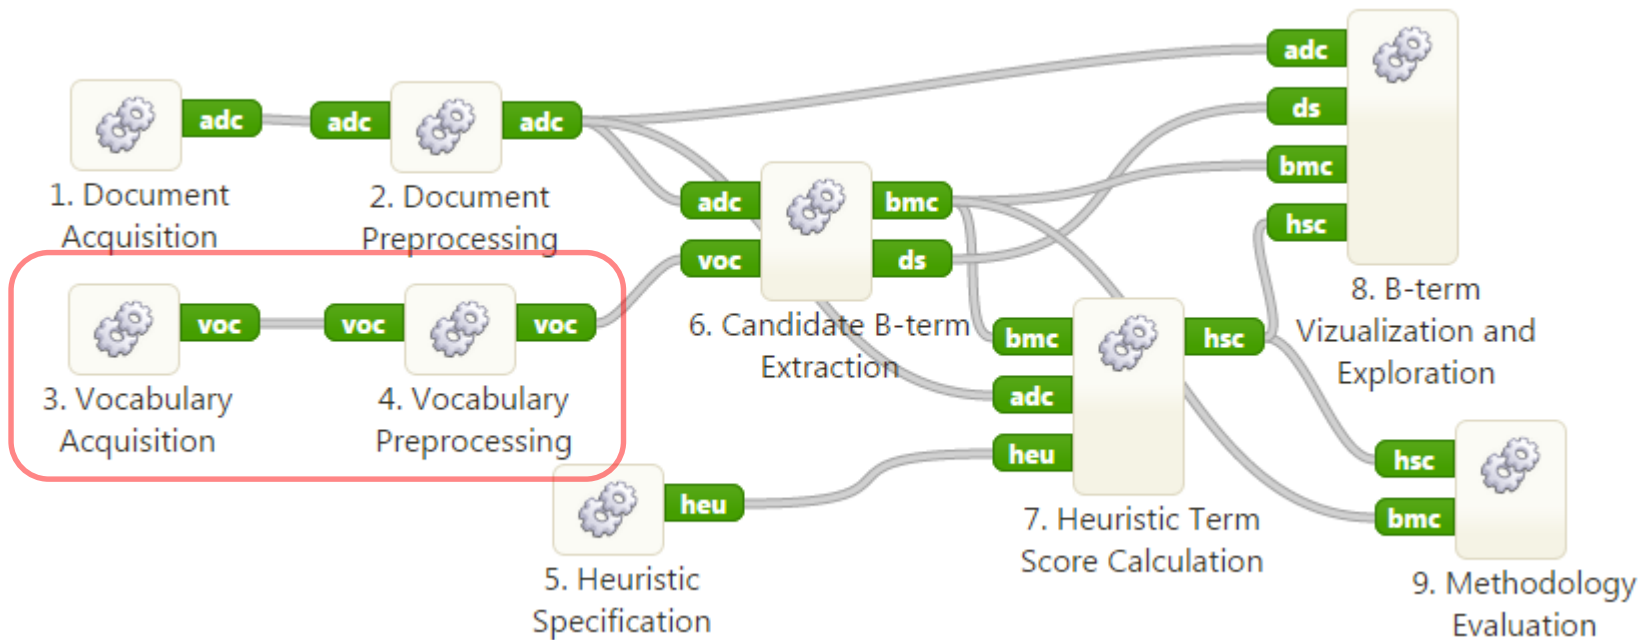 adc
1. Document
Acquisition
adc
adc
2. Document
Preprocessing
voc
3. Vocabulary
Acquisition
voc
voc
4. Vocabulary
Preprocessing
heu
5. Heuristic
Specification
adc
voc
bmc
ds
6. Candidate B-term
Extraction
bmc
adc
heu
hsc
7. Heuristic Term
Score Calculation
adc
ds
bmc
hsc
8. B-term
Vizualization and
Exploration
hsc
bmc
9. Methodology
Evaluation